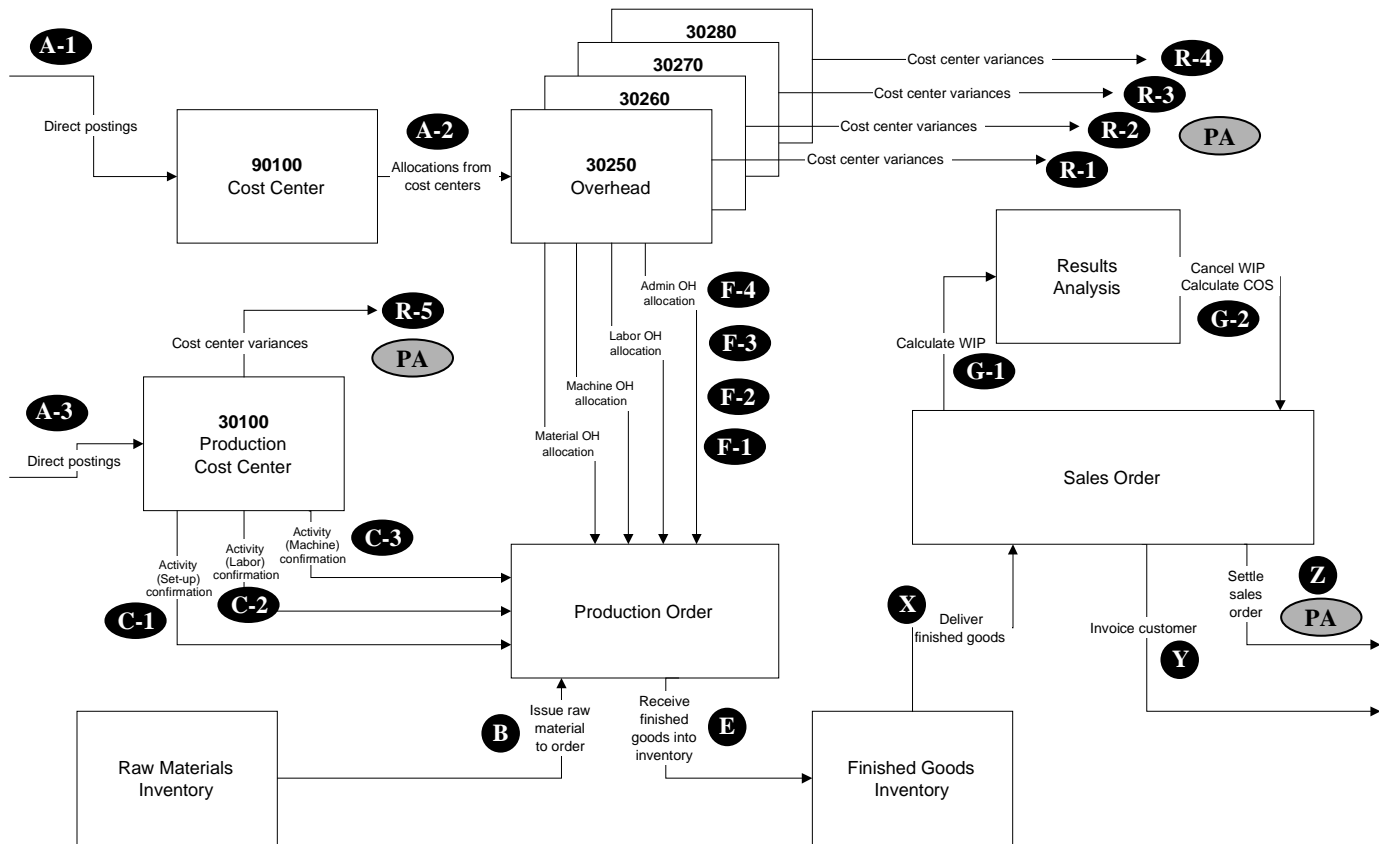 A-1
Direct postings
90100
Cost Center
A-2
Allocations from
cost centers
30280
30270
30260
30250
Overhead
Cost center variances
R-4
Cost center variances
R-3
Cost center variances
R-2
PA
Cost center variances
R-1
Results
Analysis
Cancel WIP
Calculate COS
G-2
Calculate WIP
G-1
R-5
PA
Cost center variances
A-3
Direct postings
30100
Production
Cost Center
Admin OH
allocation
F-4
Labor OH
allocation
F-3
Machine OH
allocation
F-2
Material OH
allocation
F-1
Sales Order
Activity
(Set-up)
confirmation
C-1
Activity
(Labor)
confirmation
C-2
Activity
(Machine)
confirmation
C-3
Production Order
X
Deliver
finished goods
Invoice customer
Y
Settle
sales
order
Z
PA
B
Issue raw
material
to order
Receive
finished
goods into
inventory
E
Raw Materials
Inventory
Finished Goods
Inventory